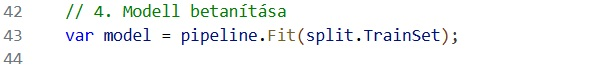 42 // 4. Modell betanítása
43 var model = pipeline.Fit(split.TrainSet);
44